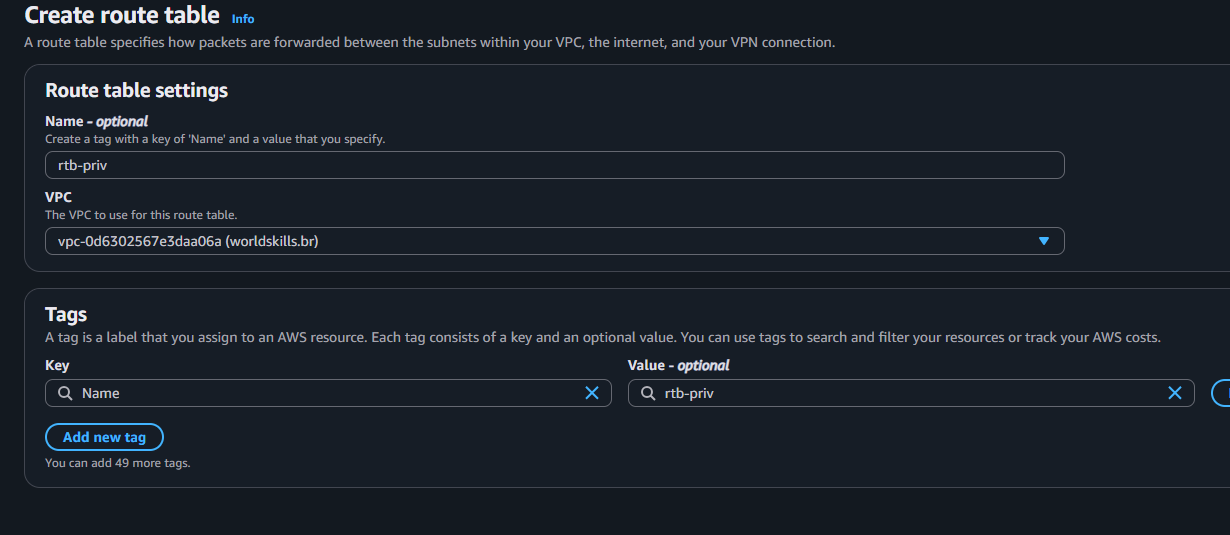 Create route table Info
A route table specifies how packets are forwarded between the subnets within your VPC, the internet, and your VPN connection.
Route table settings
Name - optional
Create a tag with a key of 'Name' and a value that you specify.
rtb-priv
VPC
The VPC to use for this route table.
vpc-0d6302567e3daa06a (worldskills.br)
Tags
A tag is a label that you assign to an AWS resource. Each tag consists of a key and an optional value. You can use tags to search and filter your resources or track your AWS costs.
Key
Value - optional
Name
rtb-priv
Add new tag
You can add 49 more tags.